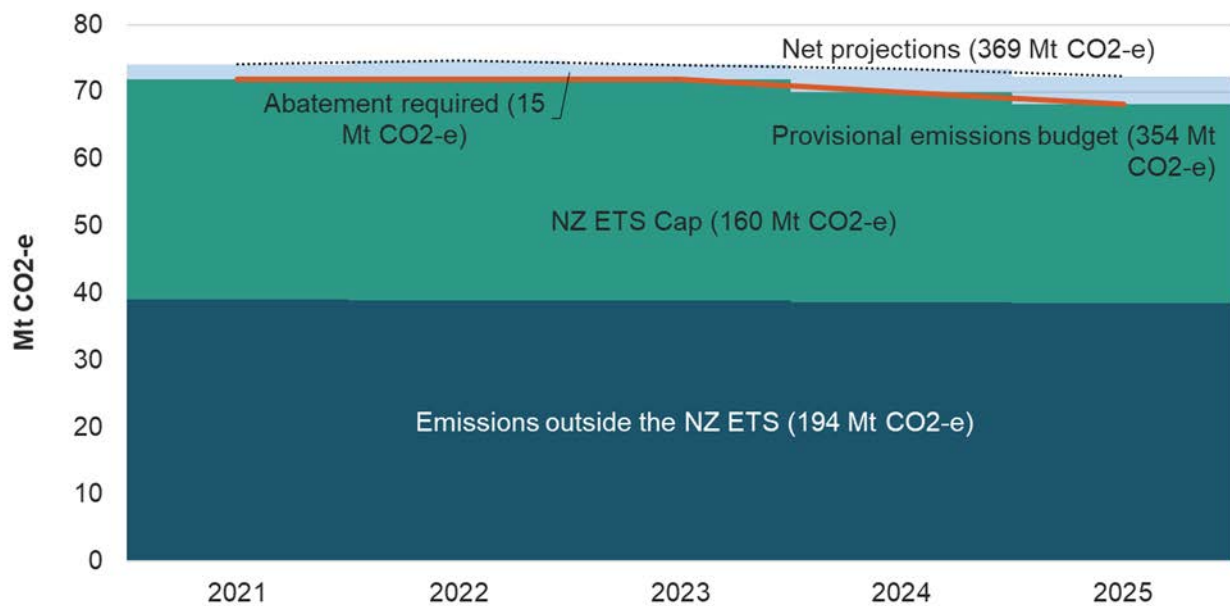 80
70
60
50
40
30
20
10
0
Mt CO2-e
Net projections (369 Mt CO2-e)
Abatement required (15
Mt CO2-e)
Provisional emissions budget (354 Mt
CO2-e)
NZ ETS Cap (160 Mt CO2-e)
Emissions outside the NZ ETS (194 Mt CO2-e)
2021 2022 2023 2024 2025